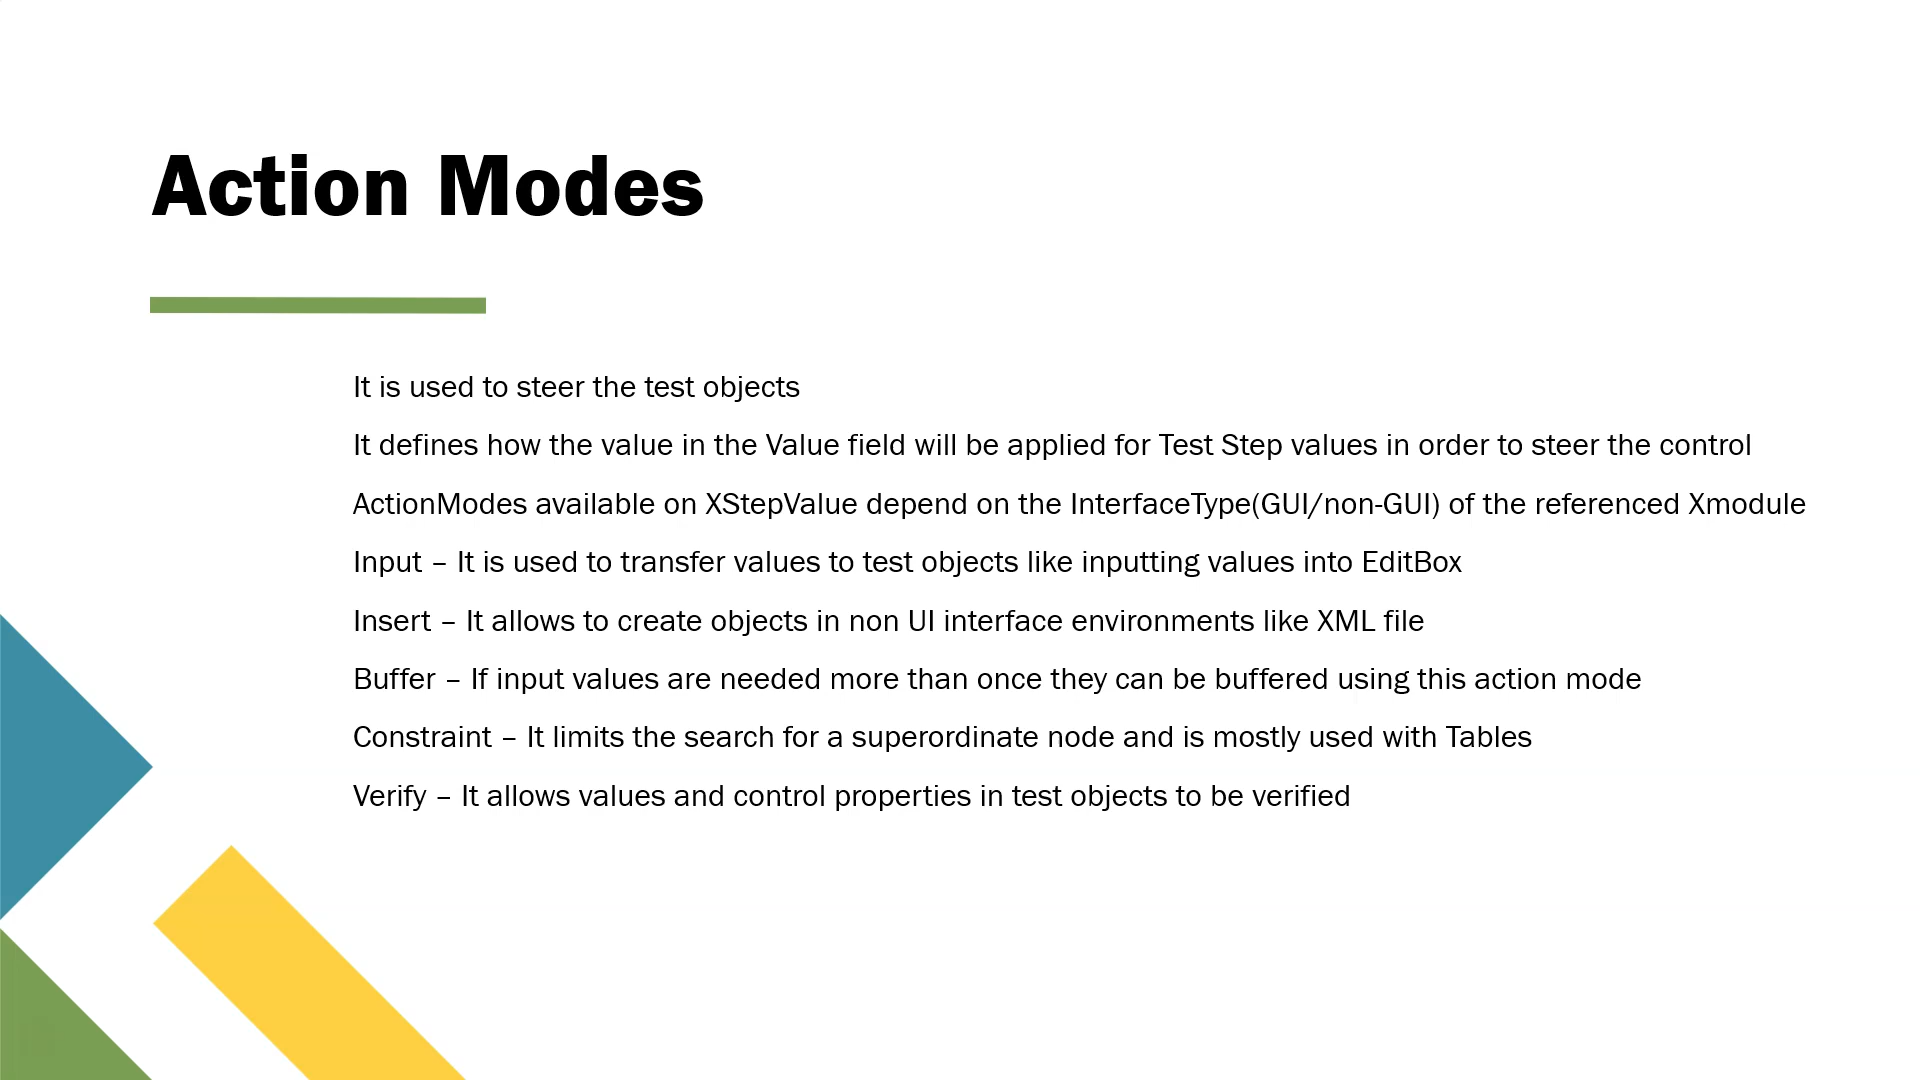 Action Modes
It is used to steer the test objects
It defines how the value in the Value field will be applied for Test Step values in order to steer the control
ActionModes available on XStepValue depend on the InterfaceType(GUI/non-GUI) of the referenced Xmodule
Input – It is used to transfer values to test objects like inputting values into EditBox
Insert – It allows to create objects in non UI interface environments like XML file
Buffer – If input values are needed more than once they can be buffered using this action mode
Constraint – It limits the search for a superordinate node and is mostly used with Tables
Verify – It allows values and control properties in test objects to be verified